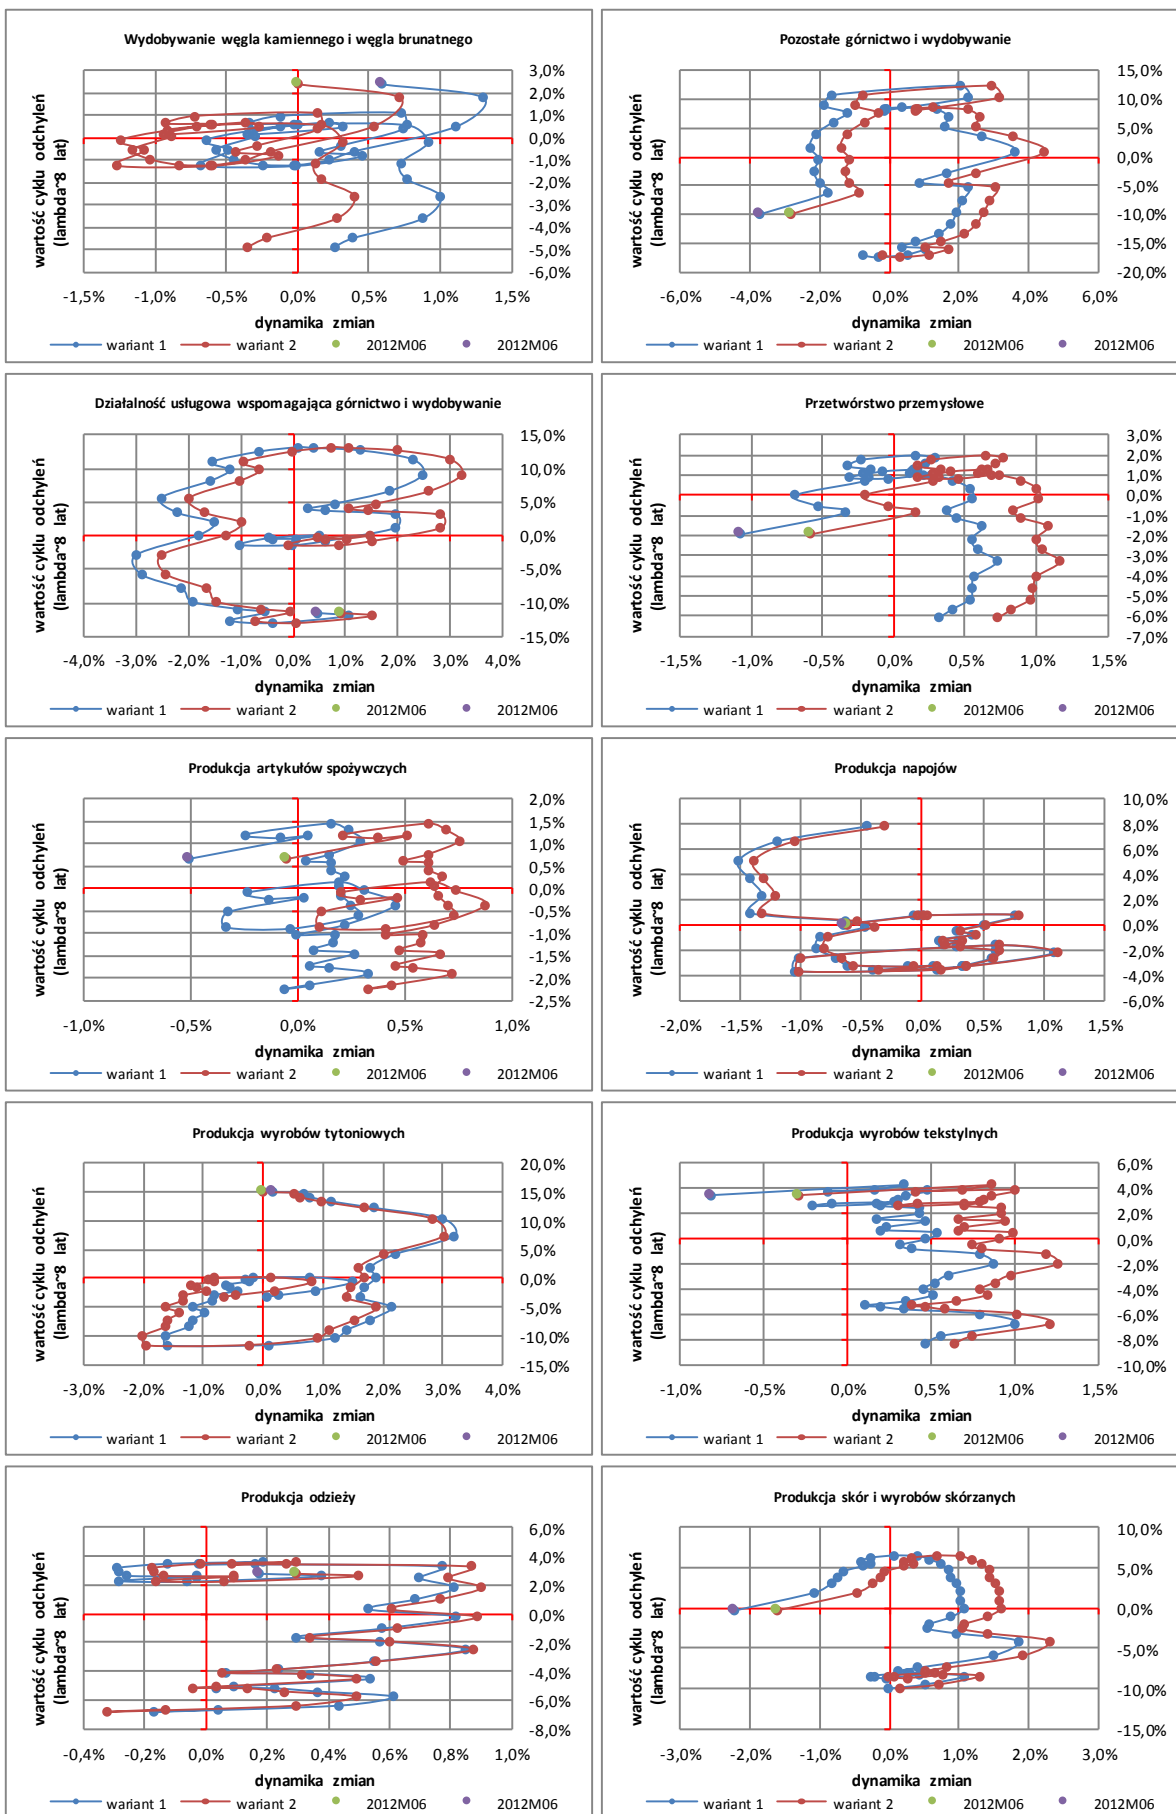 Wydobywanie węgla kamiennego i węgla brunatnego
wartość cyklu odchyleń
(lambda~8 lat)
3,0%
2,0%
1,0%
0,0%
-1,0%
-2,0%
-3,0%
-4,0%
-5,0%
-6,0%
-1,5% -1,0% -0,5% 0,0% 0,5% 1,0% 1,5%
dynamika zmian
wariant 1 wariant 2 2012M06 2012M06
Pozostałe górnictwo i wydobywanie
wartość cyklu odchyleń
(lambda~8 lat)
15,0%
10,0%
5,0%
0,0%
-5,0%
-10,0%
-15,0%
-20,0%
-6,0% -4,0% -2,0% 0,0% 2,0% 4,0% 6,0%
dynamika zmian
wariant 1 wariant 2 2012M06 2012M06
Działalność usługowa wspomagająca górnictwo i wydobywanie
wartość cyklu odchyleń
(lambda~8 lat)
15,0%
10,0%
5,0%
0,0%
-5,0%
-10,0%
-15,0%
-4,0% -3,0% -2,0% -1,0% 0,0% 1,0% 2,0% 3,0% 4,0%
dynamika zmian
wariant 1 wariant 2 2012M06 2012M06
Przetwórstwo przemysłowe
wartość cyklu odchyleń
(lambda~8 lat)
3,0%
2,0%
1,0%
0,0%
-1,0%
-2,0%
-3,0%
-4,0%
-5,0%
-6,0%
-7,0%
-1,5% -1,0% -0,5% 0,0% 0,5% 1,0% 1,5%
dynamika zmian
wariant 1 wariant 2 2012M06 2012M06
Produkcja artykułów spożywczych
wartość cyklu odchyleń
(lambda~8 lat)
2,0%
1,5%
1,0%
0,5%
0,0%
-0,5%
-1,0%
-1,5%
-2,0%
-2,5%
-1,0% -0,5% 0,0% 0,5% 1,0%
dynamika zmian
wariant 1 wariant 2 2012M06 2012M06
Produkcja napojów
wartość cyklu odchyleń
(lambda~8 lat)
10,0%
8,0%
6,0%
4,0%
2,0%
0,0%
-2,0%
-4,0%
-6,0%
-2,0% -1,5% -1,0% -0,5% 0,0% 0,5% 1,0% 1,5%
dynamika zmian
wariant 1 wariant 2 2012M06 2012M06
Produkcja wyrobów tytoniowych
wartość cyklu odchyleń
(lambda~8 lat)
20,0%
15,0%
10,0%
5,0%
0,0%
-5,0%
-10,0%
-15,0%
-3,0% -2,0% -1,0% 0,0% 1,0% 2,0% 3,0% 4,0%
dynamika zmian
wariant 1 wariant 2 2012M06 2012M06
Produkcja wyrobów tekstylnych
wartość cyklu odchyleń
(lambda~8 lat)
6,0%
4,0%
2,0%
0,0%
-2,0%
-4,0%
-6,0%
-8,0%
-10,0%
-1,0% -0,5% 0,0% 0,5% 1,0% 1,5%
dynamika zmian
wariant 1 wariant 2 2012M06 2012M06
Produkcja odzieży
wartość cyklu odchyleń
(lambda~8 lat)
6,0%
4,0%
2,0%
0,0%
-2,0%
-4,0%
-6,0%
-8,0%
-0,4% -0,2% 0,0% 0,2% 0,4% 0,6% 0,8% 1,0%
dynamika zmian
wariant 1 wariant 2 2012M06 2012M06
Produkcja skór i wyrobów skórzanych
wartość cyklu odchyleń
(lambda~8 lat)
10,0%
5,0%
0,0%
-5,0%
-10,0%
-15,0%
-3,0% -2,0% -1,0% 0,0% 1,0% 2,0% 3,0%
dynamika zmian
wariant 1 wariant 2 2012M06 2012M06